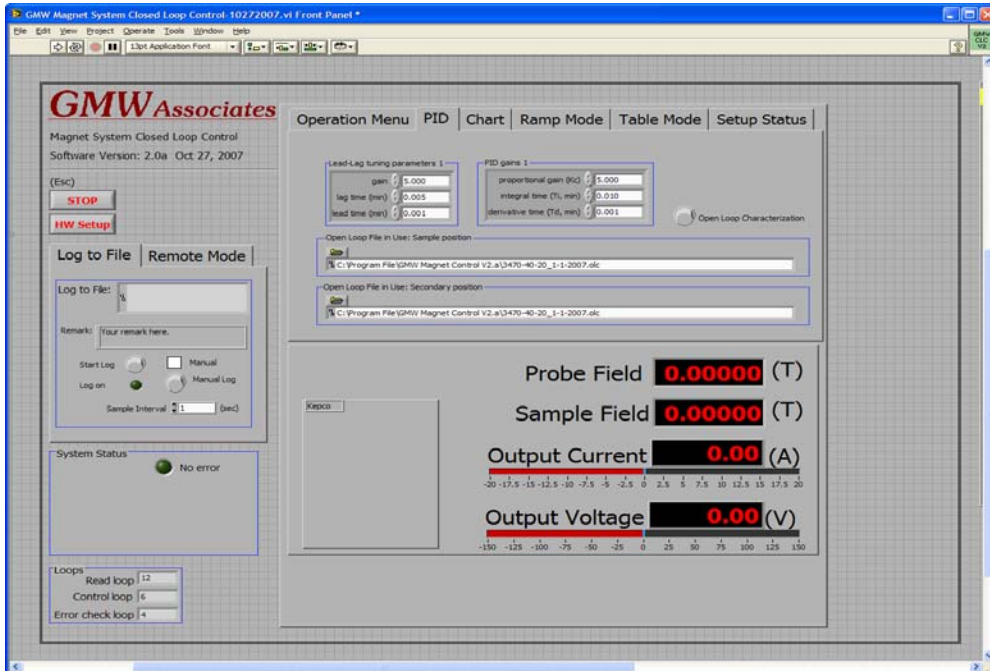 GMW Magnet System Closed Loop Control-10272007.vi Front Panel *
File Edit View Project Operate Tools Window Help
13pt Application Font
GMW CLC V2
GMW Associates
Magnet System Closed Loop Control
Software Version: 2.0a Oct 27, 2007
(Esc)
STOP
HW Setup
Log to File Remote Mode
Log to File:
Remark: Your remark here.
Start Log Manual
Log on Manual Log
Sample Interval 1 (sec)
System Status
No error
Loops
Read loop 12
Control loop 6
Error check loop 4
Operation Menu PID Chart Ramp Mode Table Mode Setup Status
Lead-Lag tuning parameters 1
gain 5.000
lag time (min) 0.005
lead time (min) 0.001
PID gains 1
proportional gain (Kc) 5.000
integral time (Ti, min) 0.010
derivative time (Td, min) 0.001
Open Loop Characterization
Open Loop File in Use: Sample position
C:\Program File\GMW Magnet Control V2.a\3470-40-20_1-1-2007.olc
Open Loop File in Use: Secondary position
C:\Program File\GMW Magnet Control V2.a\3470-40-20_1-1-2007.olc
Kepco
Probe Field 0.00000 (T)
Sample Field 0.00000 (T)
Output Current 0.00 (A)
-20 -17.5 -15 -12.5 -10 -7.5 -5 -2.5 0 2.5 5 7.5 10 12.5 15 17.5 20
Output Voltage 0.00 (V)
-150 -125 -100 -75 -50 -25 0 25 50 75 100 125 150